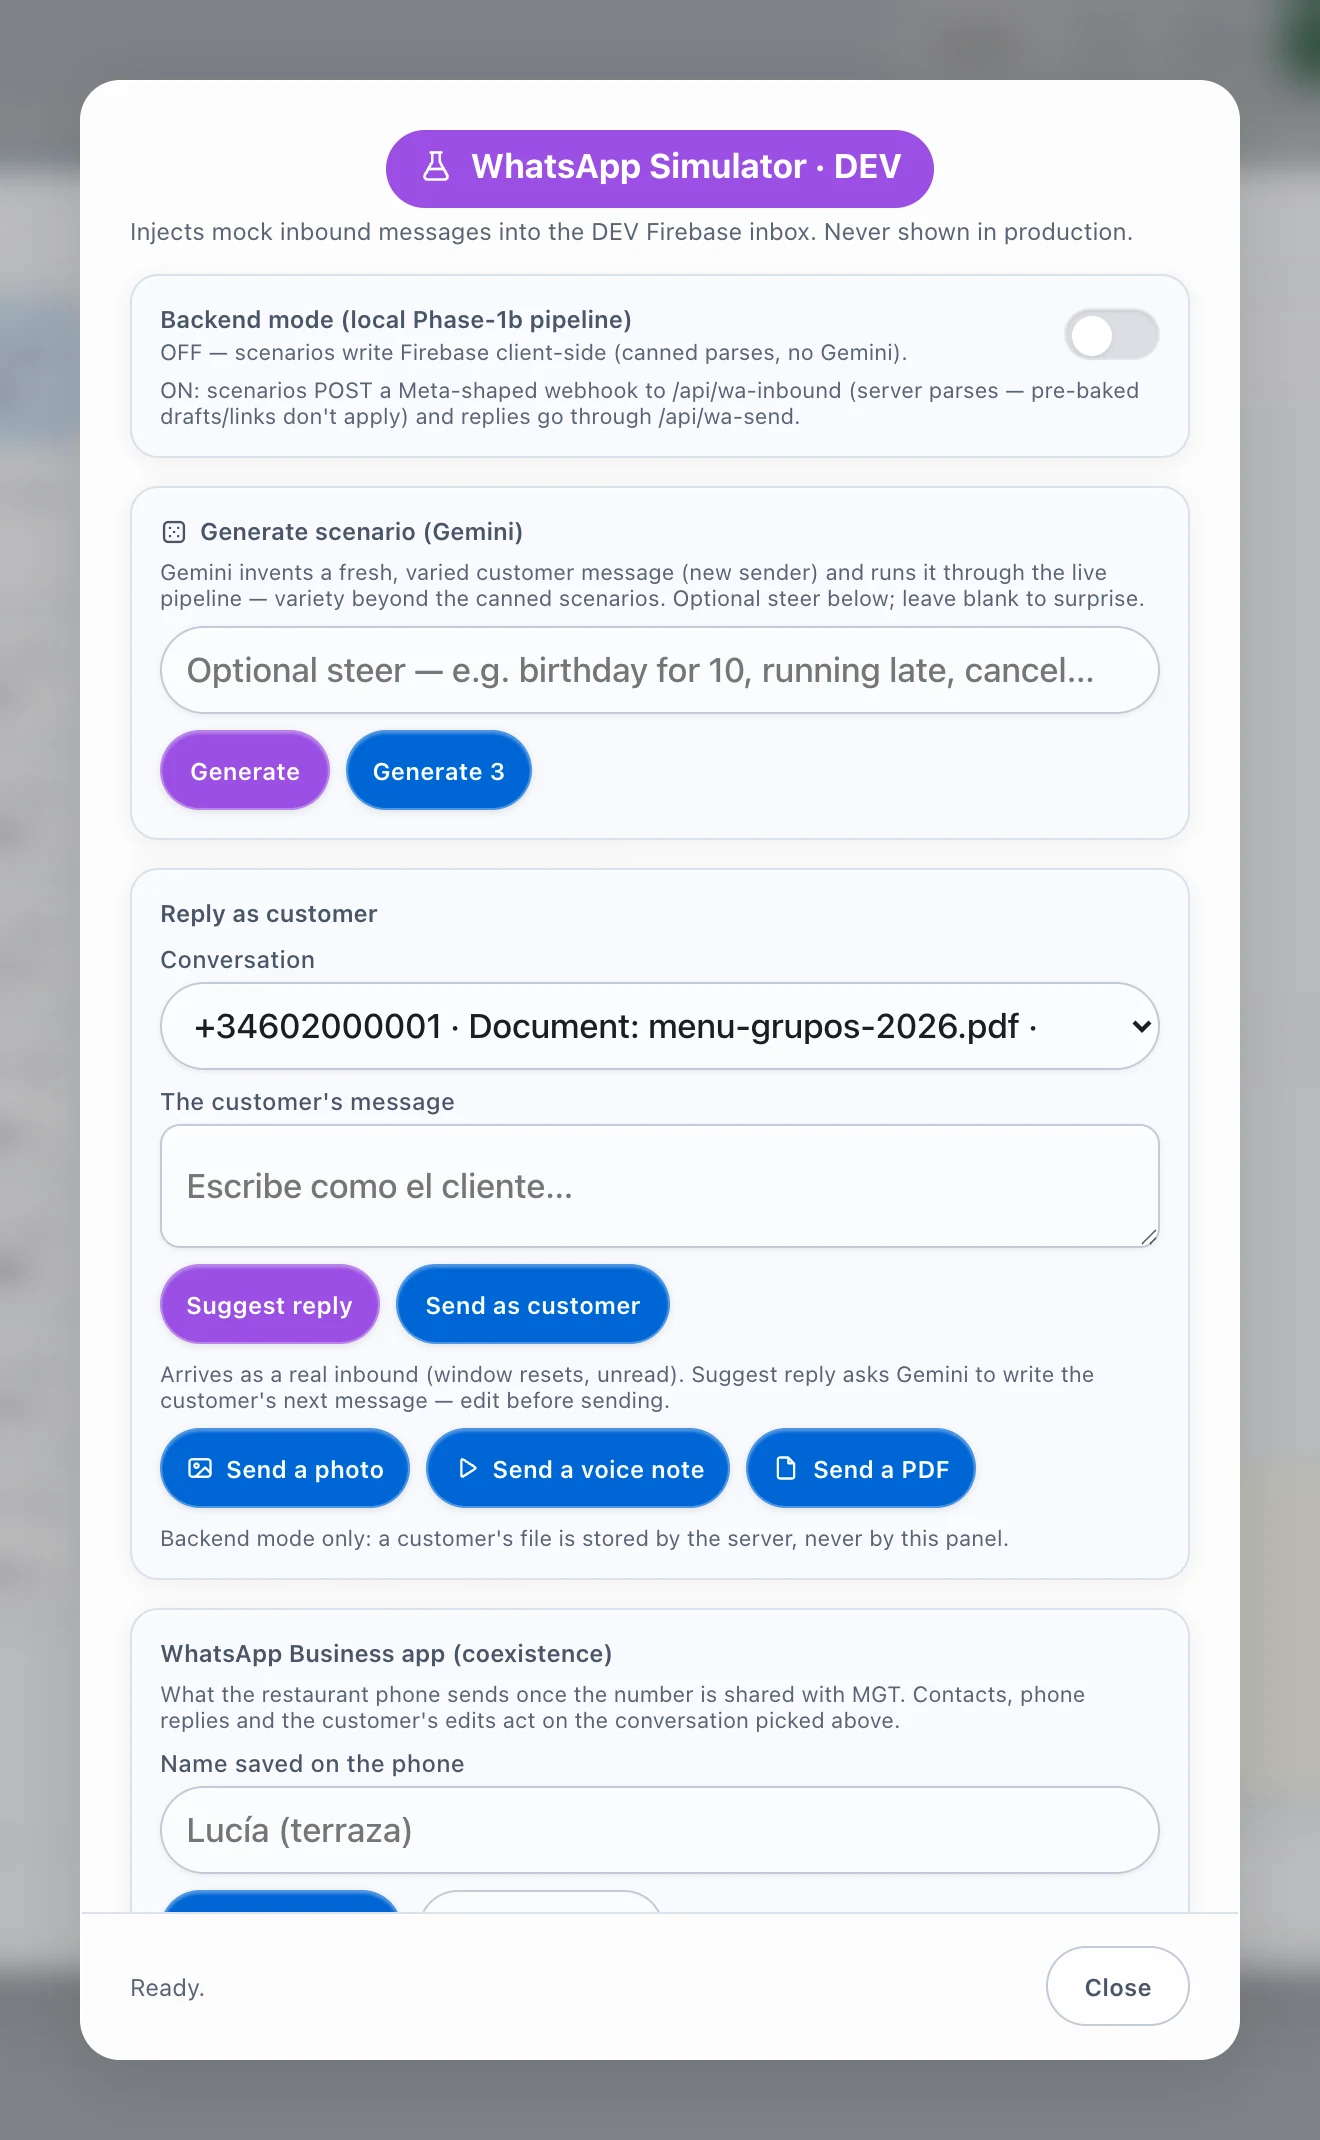 WhatsApp Simulator · DEV
Injects mock inbound messages into the DEV Firebase inbox. Never shown in production.
Backend mode (local Phase-1b pipeline)
OFF — scenarios write Firebase client-side (canned parses, no Gemini).
ON: scenarios POST a Meta-shaped webhook to /api/wa-inbound (server parses — pre-baked
drafts/links don't apply) and replies go through /api/wa-send.
Generate scenario (Gemini)
Gemini invents a fresh, varied customer message (new sender) and runs it through the live
pipeline — variety beyond the canned scenarios. Optional steer below; leave blank to surprise.
Optional steer — e.g. birthday for 10, running late, cancel...
Generate
Generate 3
Reply as customer
Conversation
+34602000001 · Document: menu-grupos-2026.pdf ·
The customer's message
Escribe como el cliente...
Suggest reply
Send as customer
Arrives as a real inbound (window resets, unread). Suggest reply asks Gemini to write the
customer's next message — edit before sending.
Send a photo
Send a voice note
Send a PDF
Backend mode only: a customer's file is stored by the server, never by this panel.
WhatsApp Business app (coexistence)
What the restaurant phone sends once the number is shared with MGT. Contacts, phone
replies and the customer's edits act on the conversation picked above.
Name saved on the phone
Lucía (terraza)
Ready.
Close